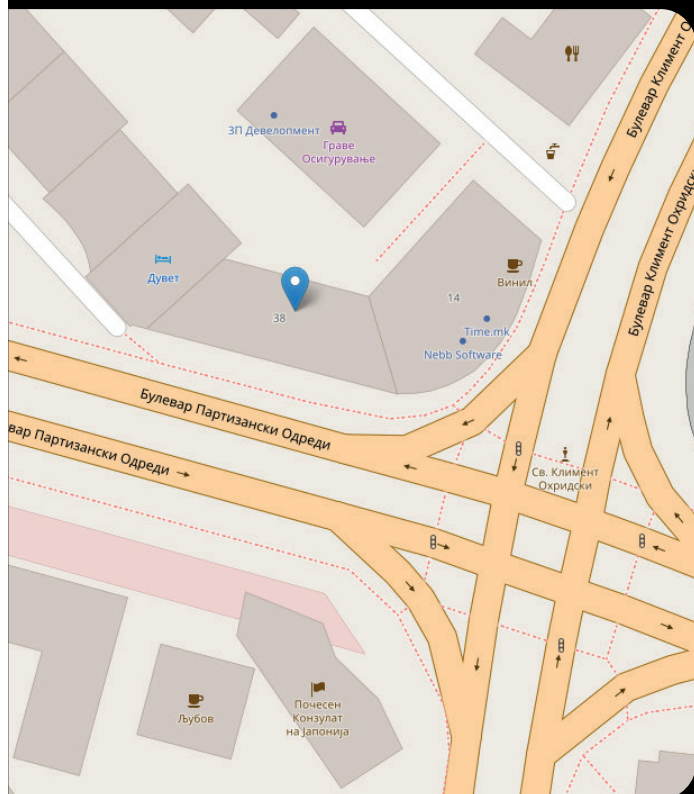 Булевар Климент О
ЗП Девелопмент
Граве
Осигурување
Булевар Климент Охридск
Дувет
Винил
14
38
Time.mk
Nebb Software
Булевар Партизански Одреди
вар Партизански Одреди
Св. Климент
Охридски
Љубов
Почесен
Конзулат
на Јапонија